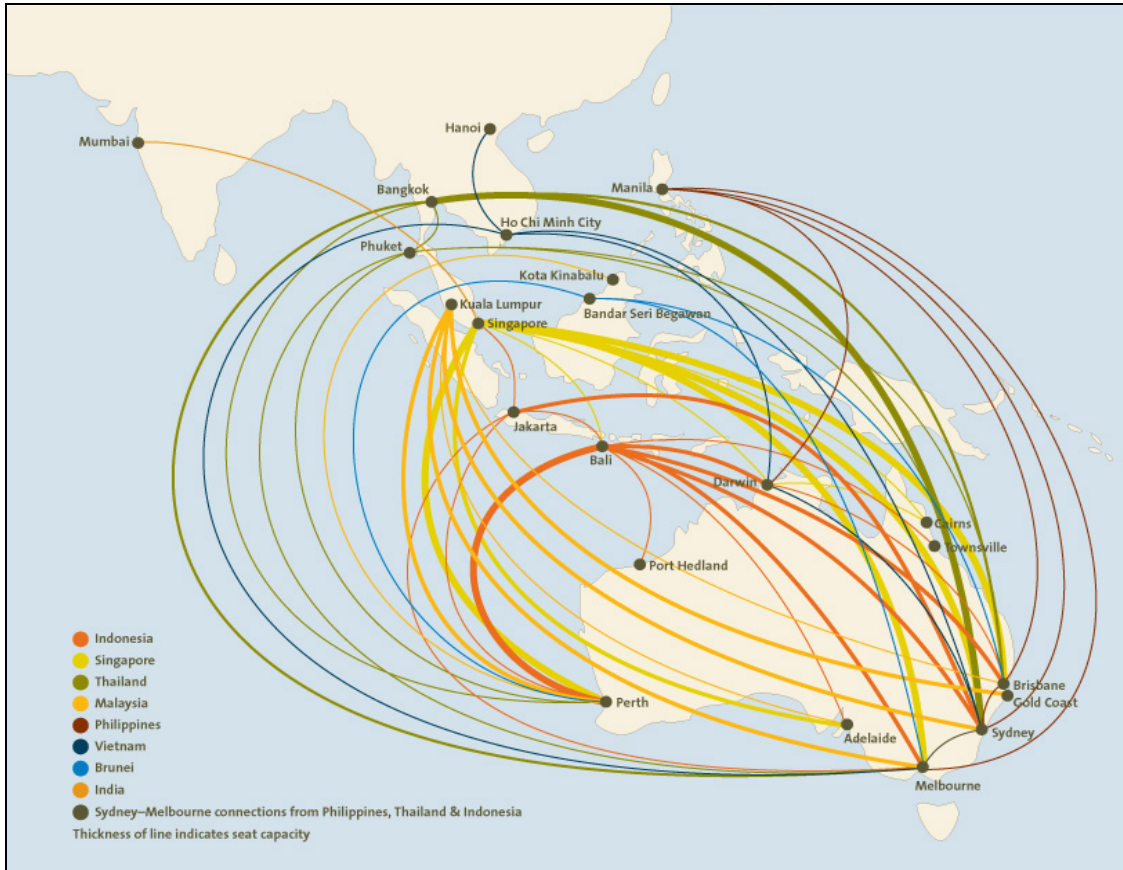 Hanoi
Mumbai
Manila
Bangkok
Ho Chi Minh City
Phuket
Kota Kinabalu
Kuala Lumpur
Bandar Seri Begawan
Singapore
Jakarta
Bali
Darwin
Cairns
Townsville
Port Hedland
Indonesia
Singapore
Thailand
Malaysia
Philippines
Vietnam
Brunei
India
Sydney–Melbourne connections from Philippines, Thailand & Indonesia
Thickness of line indicates seat capacity
Perth
Brisbane
Gold Coast
Adelaide
Sydney
Melbourne